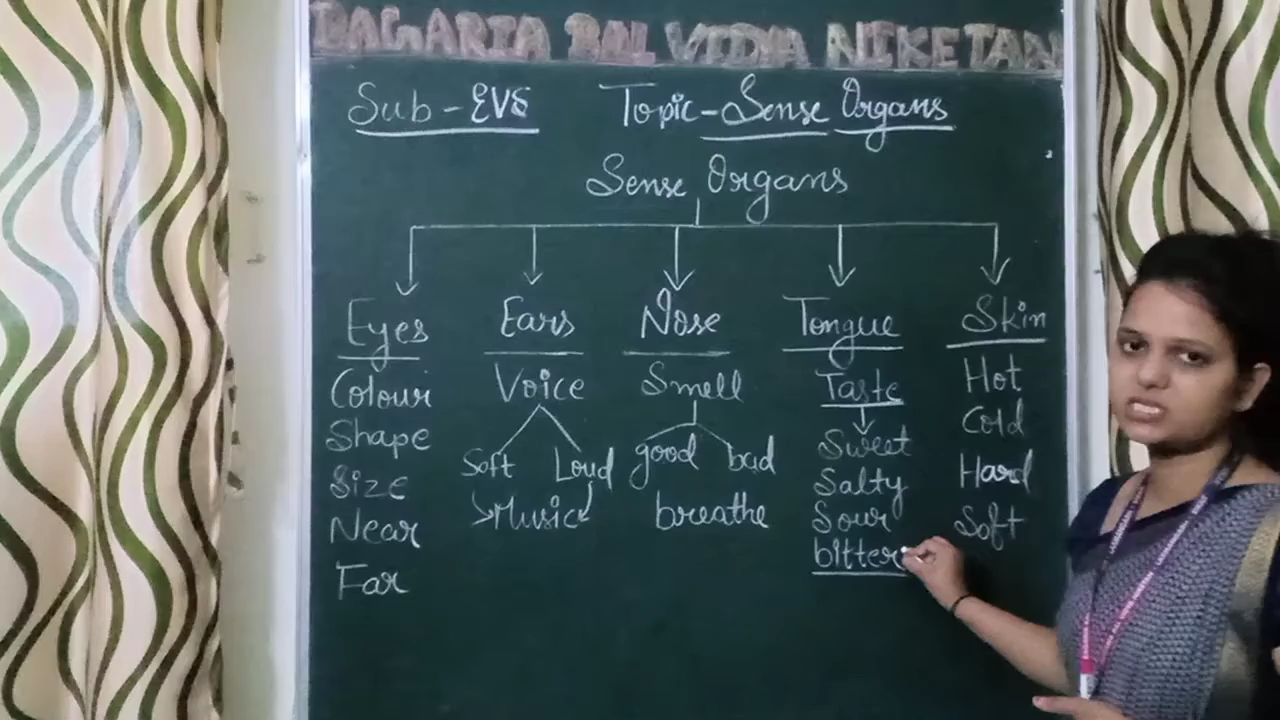 BAGARIA BAL VIDIA NIKETAN
Sub - EVS Topic - Sense Organs
Sense Organs
Eyes Ears Nose Tongue Skin
Colour Voice Smell Taste Hot
Shape Soft Loud good bad Sweet Cold
Size Music breathe Salty Hard
Near Sour Soft
Far bitter